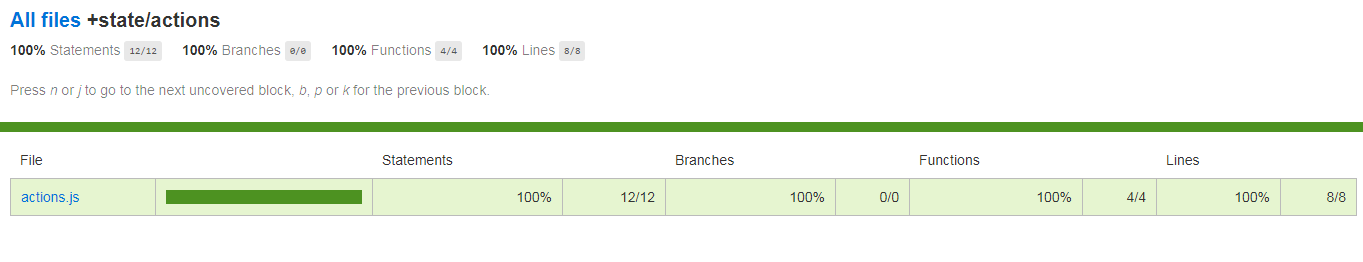 All files +state/actions
100% Statements 12/12 100% Branches 0/0 100% Functions 4/4 100% Lines 8/8
Press n or j to go to the next uncovered block, b, p or k for the previous block.
File Statements Branches Functions Lines
actions.js 100% 12/12 100% 0/0 100% 4/4 100% 8/8